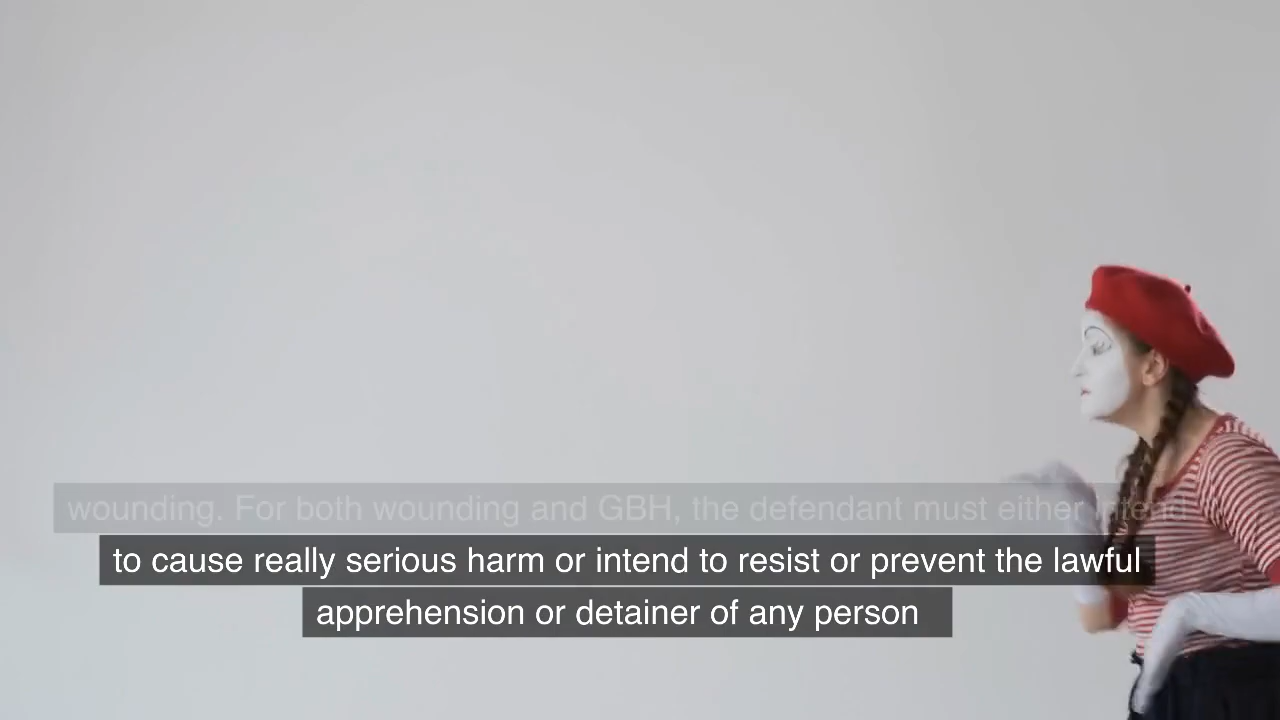 wounding. For both wounding and GBH, the defendant must either intend
to cause really serious harm or intend to resist or prevent the lawful
apprehension or detainer of any person